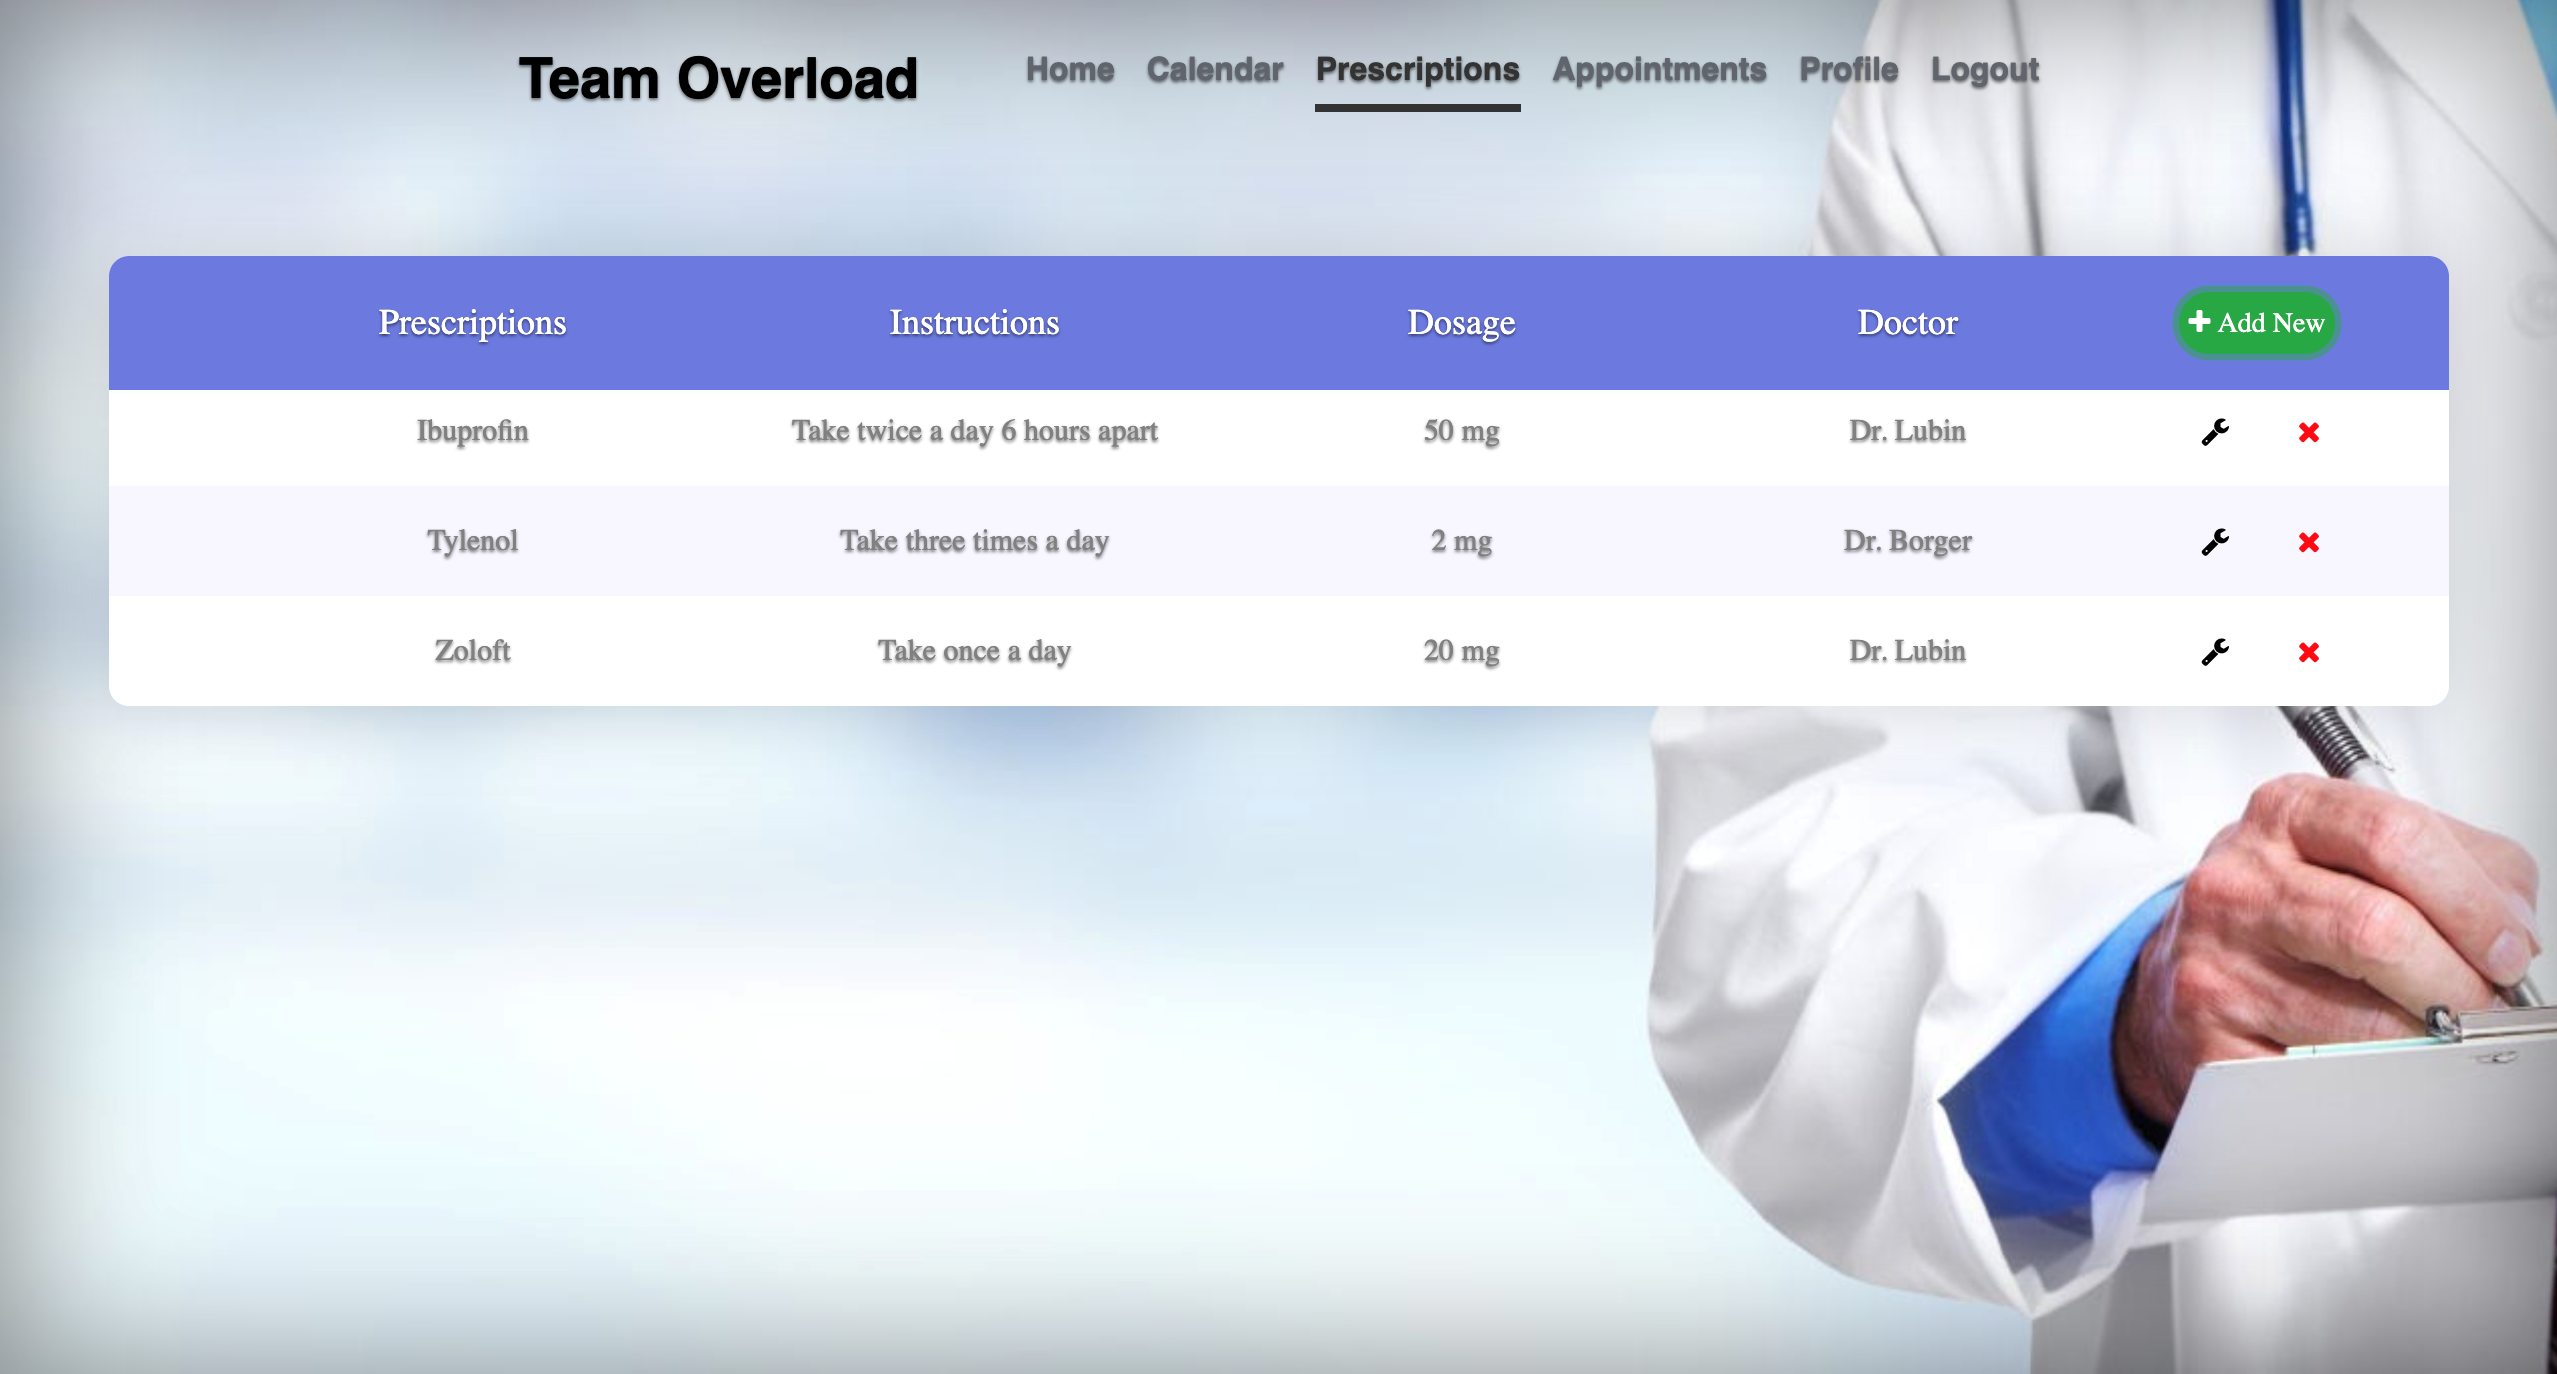 Team Overload
Home Calendar Prescriptions Appointments Profile Logout
Prescriptions Instructions Dosage Doctor Add New
Ibuprofin Take twice a day 6 hours apart 50 mg Dr. Lubin
Tylenol Take three times a day 2 mg Dr. Borger
Zoloft Take once a day 20 mg Dr. Lubin